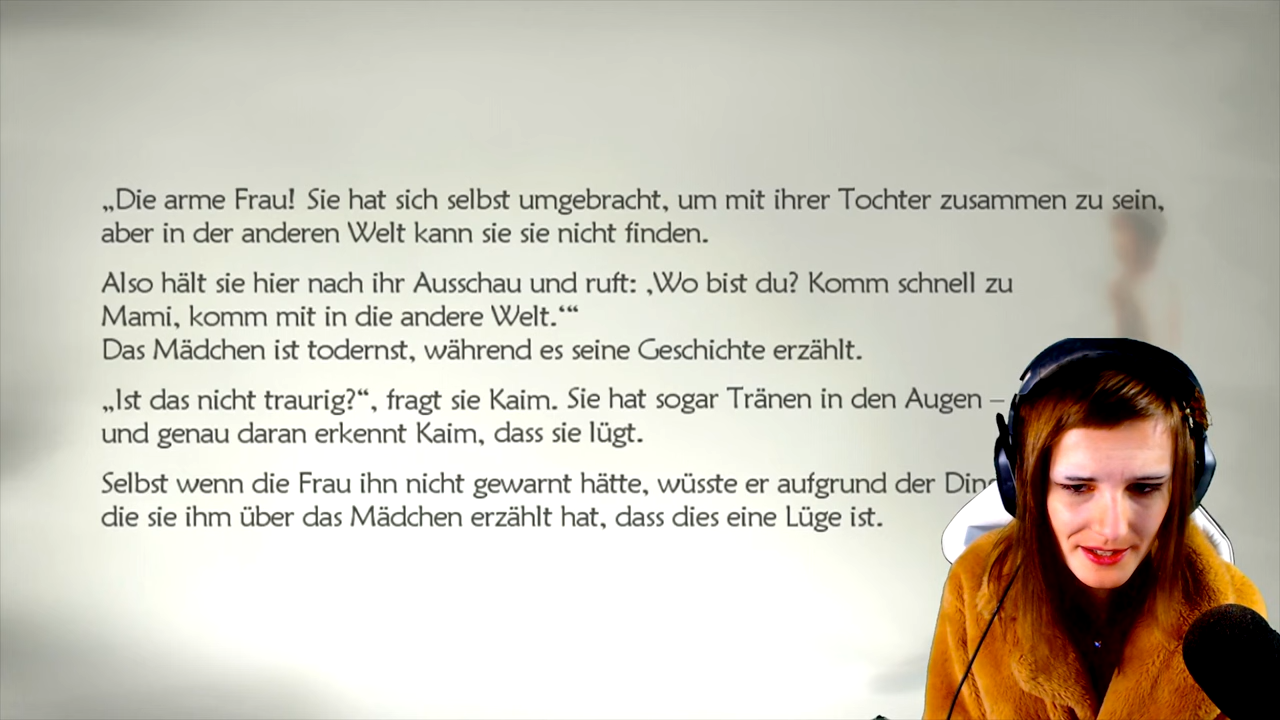 „Die arme Frau! Sie hat sich selbst umgebracht, um mit ihrer Tochter zusammen zu sein,
aber in der anderen Welt kann sie sie nicht finden.
Also hält sie hier nach ihr Ausschau und ruft: ‚Wo bist du? Komm schnell zu
Mami, komm mit in die andere Welt.‘“
Das Mädchen ist todernst, während es seine Geschichte erzählt.
„Ist das nicht traurig?“, fragt sie Kaim. Sie hat sogar Tränen in den Augen –
und genau daran erkennt Kaim, dass sie lügt.
Selbst wenn die Frau ihn nicht gewarnt hätte, wüsste er aufgrund der
die sie ihm über das Mädchen erzählt hat, dass dies eine Lüge ist.